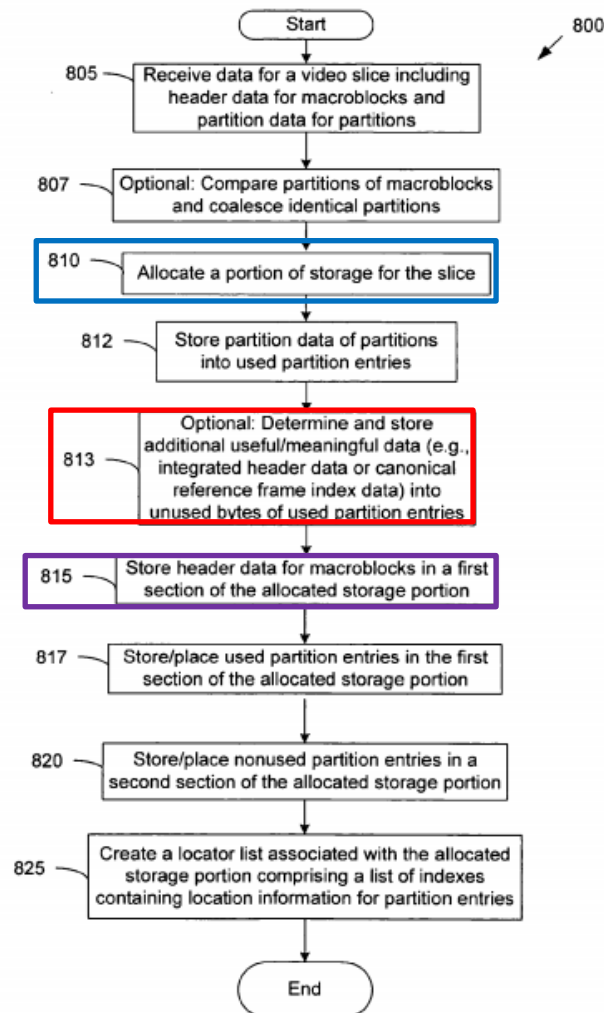 Start
800
805
Receive data for a video slice including
header data for macroblocks and
partition data for partitions
807
Optional: Compare partitions of macroblocks
and coalesce identical partitions
810
Allocate a portion of storage for the slice
812
Store partition data of partitions
into used partition entries
813
Optional: Determine and store
additional useful/meaningful data (e.g.,
integrated header data or canonical
reference frame index data) into
unused bytes of used partition entries
815
Store header data for macroblocks in a first
section of the allocated storage portion
817
Store/place used partition entries in the first
section of the allocated storage portion
820
Store/place nonused partition entries in a
second section of the allocated storage portion
825
Create a locator list associated with the allocated
storage portion comprising a list of indexes
containing location information for partition entries
End